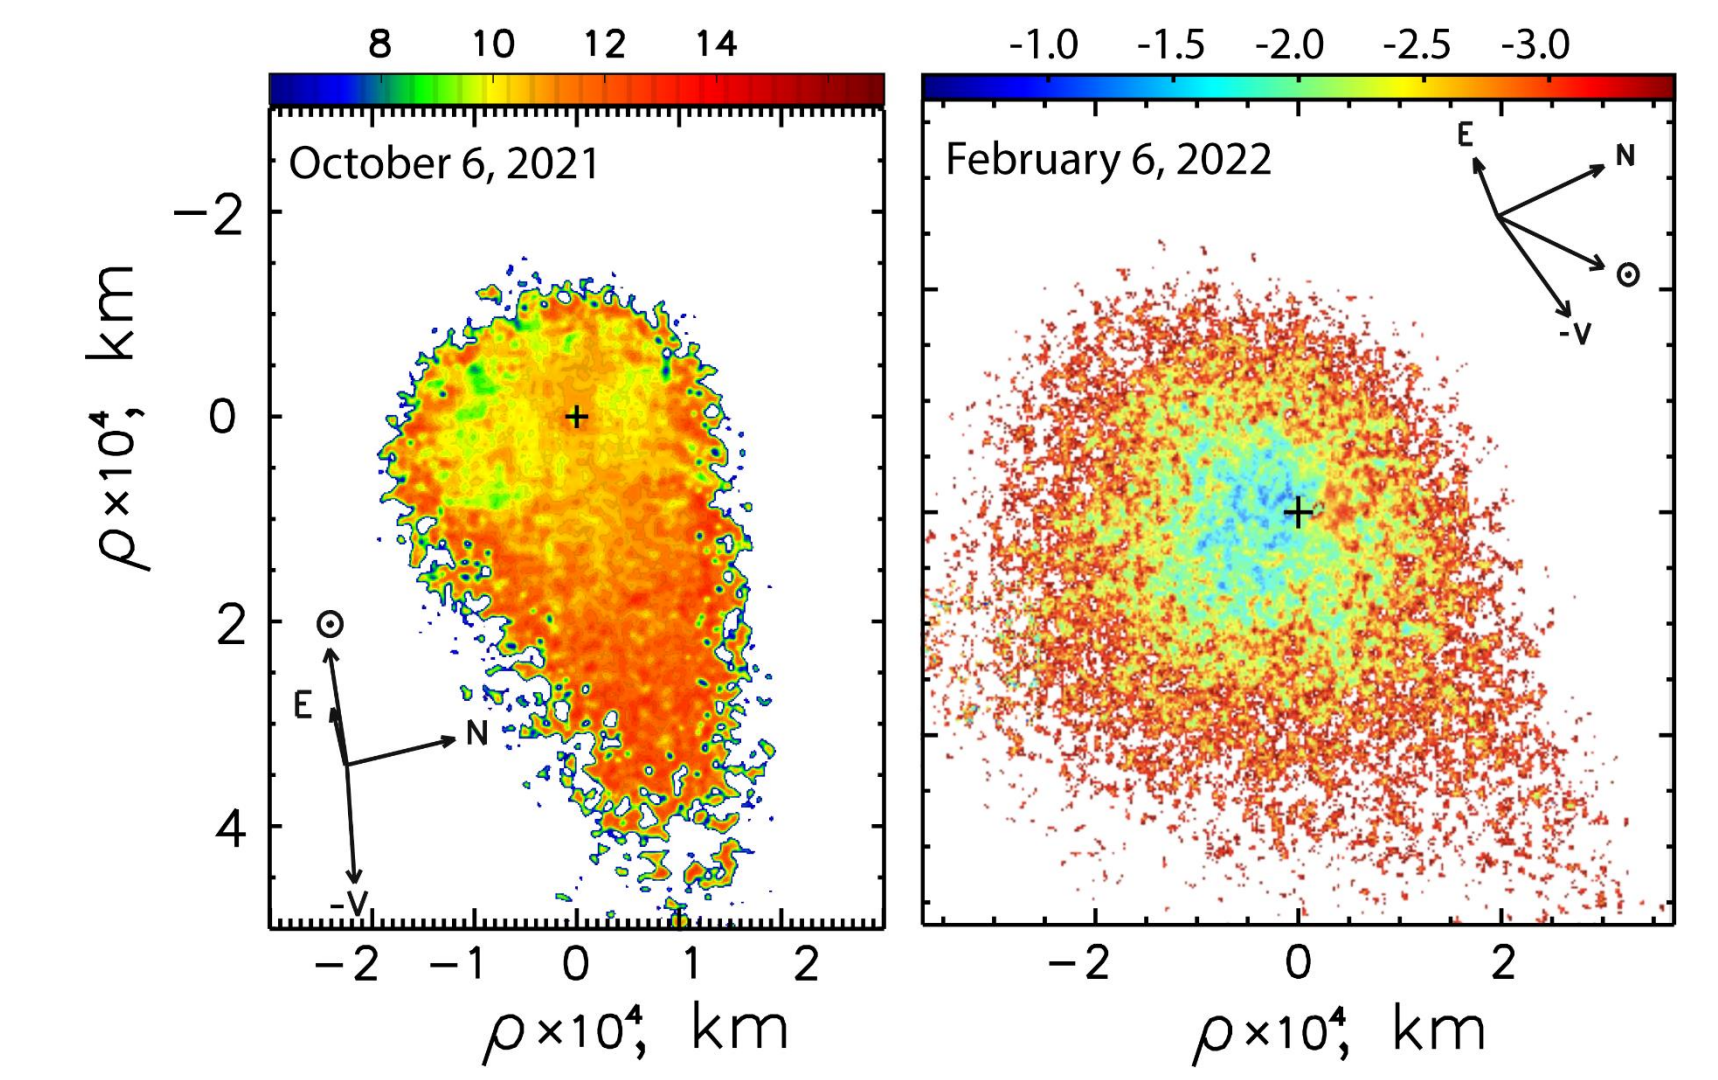 8 10 12 14
October 6, 2021
−2
0
2
4
ρ×10⁴, km
⊙
E
N
-V
−2 −1 0 1 2
ρ×10⁴, km
-1.0 -1.5 -2.0 -2.5 -3.0
February 6, 2022
E
N
⊙
-V
−2 0 2
ρ×10⁴, km